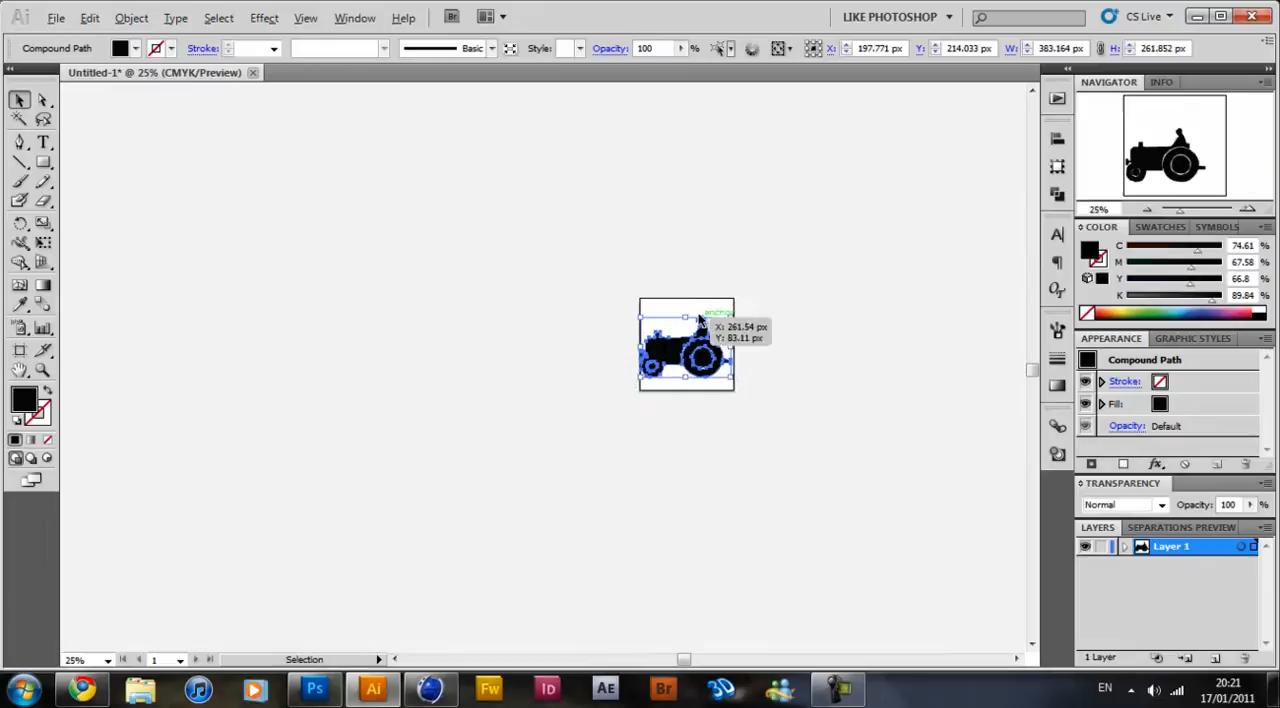 Ai File Edit Object Type Select Effect View Window Help Br LIKE PHOTOSHOP CS Live
Compound Path Stroke: Basic Style: Opacity: 100 % X: 197.771 px Y: 214.033 px W: 383.164 px H: 261.852 px
Untitled-1* @ 25% (CMYK/Preview)
NAVIGATOR INFO
25%
COLOR SWATCHES SYMBOLS
C 74.61 %
M 67.58 %
Y 66.8 %
K 89.84 %
APPEARANCE GRAPHIC STYLES
Compound Path
Stroke:
Fill:
Opacity: Default
TRANSPARENCY
Normal Opacity: 100 %
LAYERS SEPARATIONS PREVIEW
Layer 1
1 Layer
anchor
X: 261.54 px
Y: 83.11 px
25% 1 Selection
Ps Ai Fw Id Ae Br 3D EN 20:21
17/01/2011